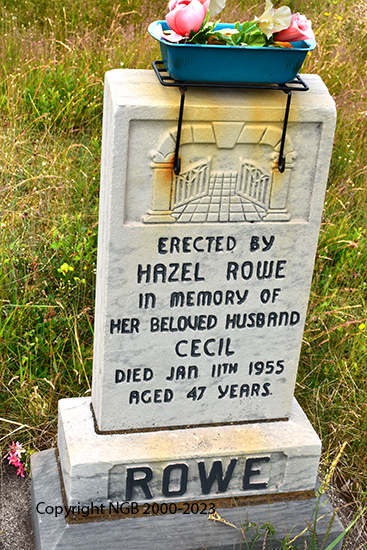 ERECTED BY
HAZEL ROWE
IN MEMORY OF
HER BELOVED HUSBAND
CECIL
DIED JAN 11TH 1955
AGED 47 YEARS.
ROWE
Copyright NGB 2000-2023